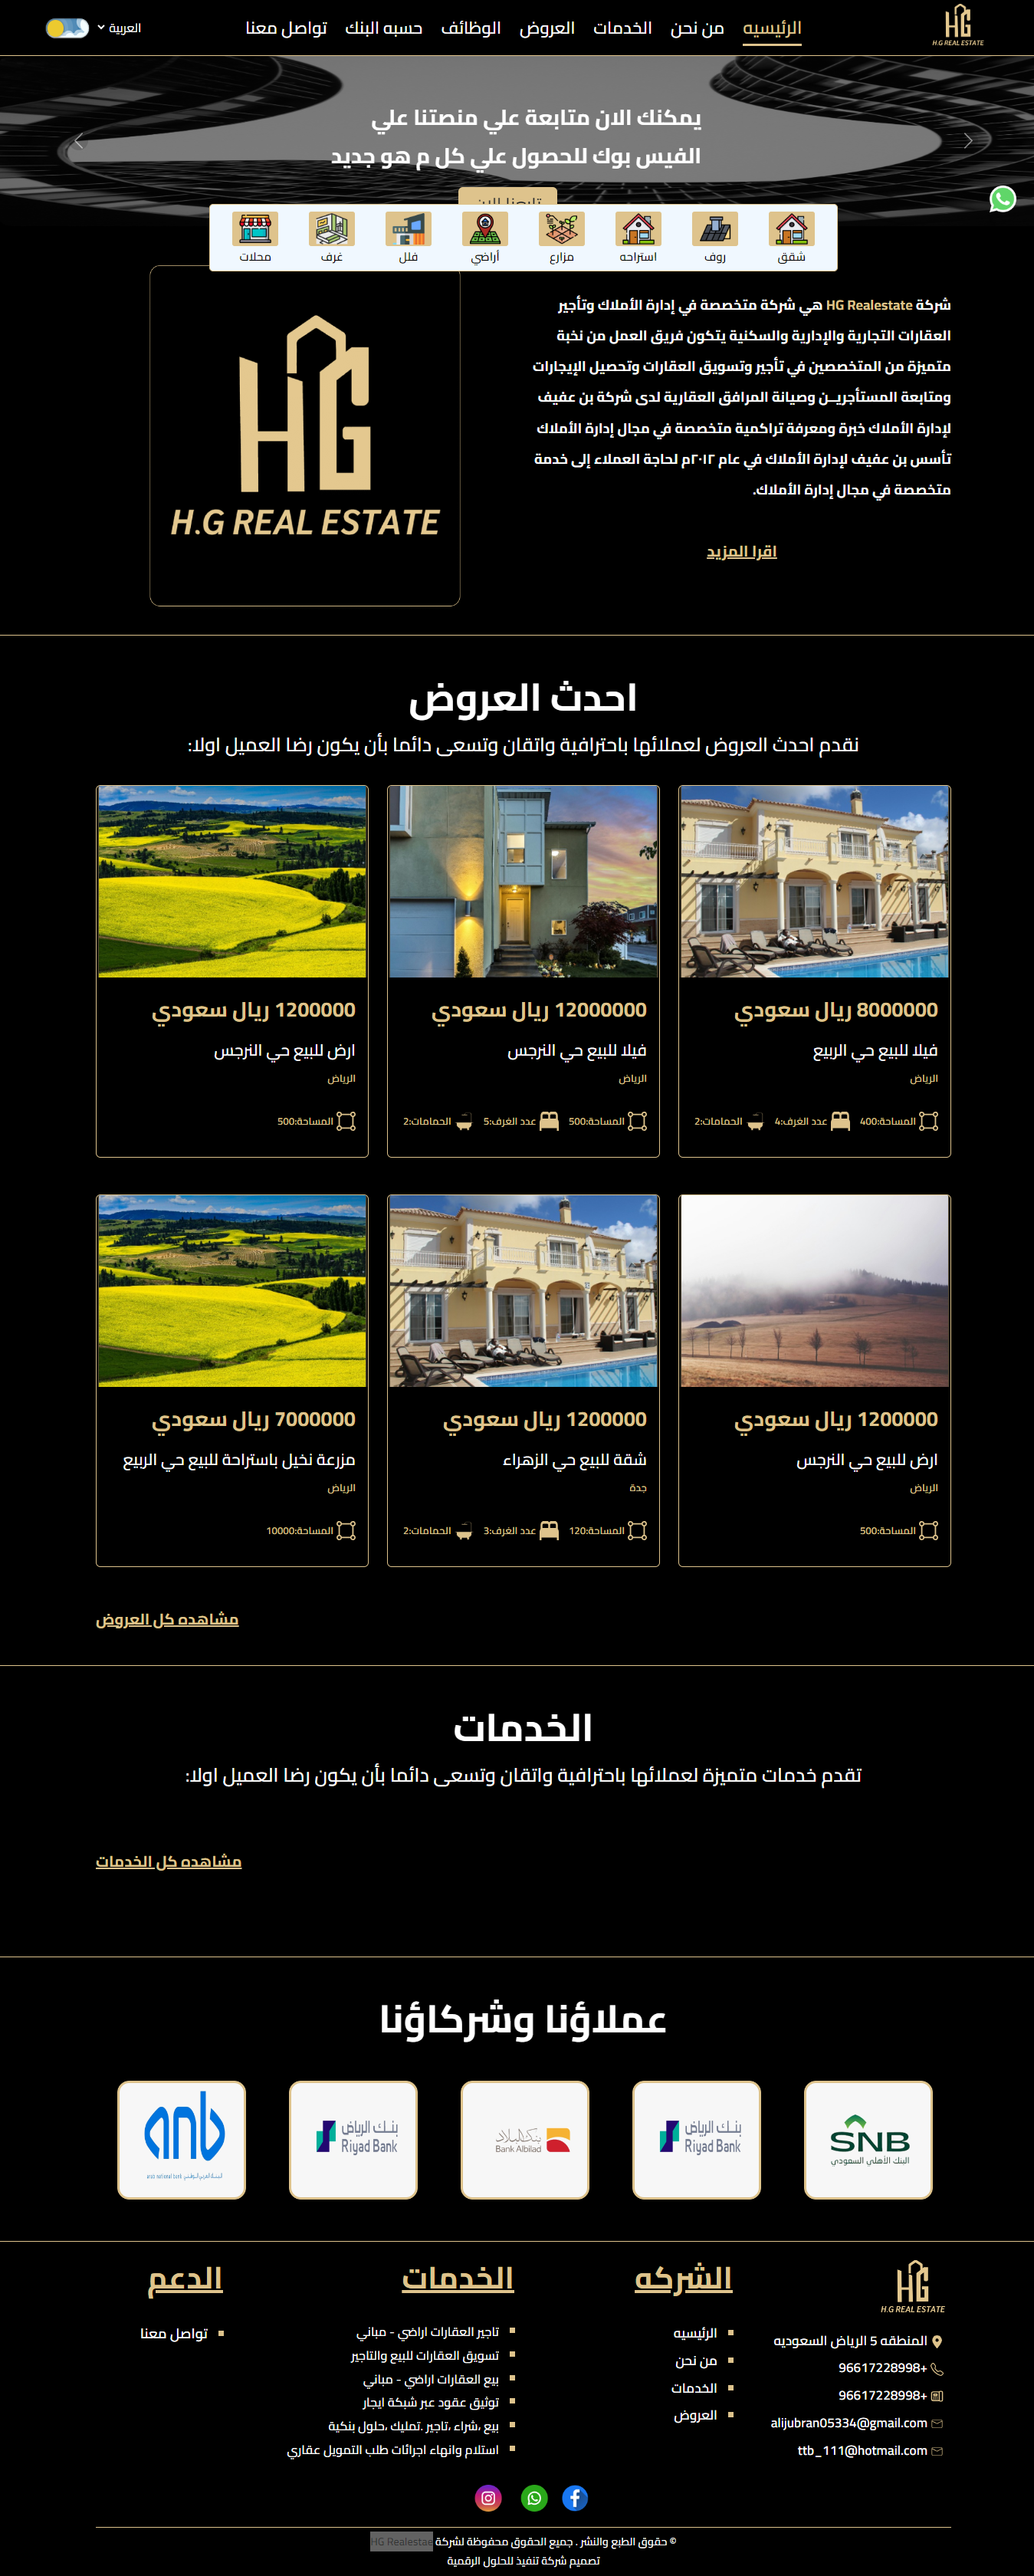 H.G REAL ESTATE
الرئيسيه
من نحن
الخدمات
العروض
الوظائف
حسبه البنك
تواصل معنا
العربية
يمكنك الان متابعة علي منصتنا علي
الفيس بوك للحصول علي كل م هو جديد
تابعنا الان
شقق
روف
استراحه
مزارع
أراضي
فلل
غرف
محلات
شركة HG Realestate هي شركة متخصصة في إدارة الأملاك وتأجير
العقارات التجارية والإدارية والسكنية يتكون فريق العمل من نخبة
متميزة من المتخصصين في تأجير وتسويق العقارات وتحصيل الإيجارات
ومتابعة المستأجريــن وصيانة المرافق العقارية لدى شركة بن عفيف
لإدارة الأملاك خبرة ومعرفة تراكمية متخصصة في مجال إدارة الأملاك
تأسس بن عفيف لإدارة الأملاك في عام ٢٠١٢م لحاجة العملاء إلى خدمة
متخصصة في مجال إدارة الأملاك.
اقرا المزيد
HG
H.G REAL ESTATE
احدث العروض
نقدم احدث العروض لعملائها باحترافية واتقان وتسعى دائما بأن يكون رضا العميل اولا:
8000000 ريال سعودي
فيلا للبيع حي الربيع
الرياض
المساحة:400 عدد الغرف:4 الحمامات:2
12000000 ريال سعودي
فيلا للبيع حي النرجس
الرياض
المساحة:500 عدد الغرف:5 الحمامات:2
1200000 ريال سعودي
ارض للبيع حي النرجس
الرياض
المساحة:500
1200000 ريال سعودي
ارض للبيع حي النرجس
الرياض
المساحة:500
1200000 ريال سعودي
شقة للبيع حي الزهراء
جدة
المساحة:120 عدد الغرف:3 الحمامات:2
7000000 ريال سعودي
مزرعة نخيل باستراحة للبيع حي الربيع
الرياض
المساحة:10000
مشاهده كل العروض
الخدمات
تقدم خدمات متميزة لعملائها باحترافية واتقان وتسعى دائما بأن يكون رضا العميل اولا:
مشاهده كل الخدمات
عملاؤنا وشركاؤنا
SNB
البنك الأهلي السعودي
بنك الرياض
Riyad Bank
بنك البلاد
Bank Albilad
بنك الرياض
Riyad Bank
anb
arab national bank البنك العربي الوطني
HG
H.G REAL ESTATE
المنطقه 5 الرياض السعوديه
96617228998+
96617228998+
alijubran05334@gmail.com
ttb_111@hotmail.com
الشركه
الرئيسيه
من نحن
الخدمات
العروض
الخدمات
تاجير العقارات اراضي - مباني
تسويق العقارات للبيع والتاجير
بيع العقارات اراضي - مباني
توثيق عقود عبر شبكة ايجار
بيع ،شراء ،تاجير .تمليك ،حلول بنكية
استلام وانهاء اجرائات طلب التمويل عقاري
الدعم
تواصل معنا
© حقوق الطبع والنشر . جميع الحقوق محفوظة لشركة HG Realestae
تصميم شركة تنفيذ للحلول الرقمية